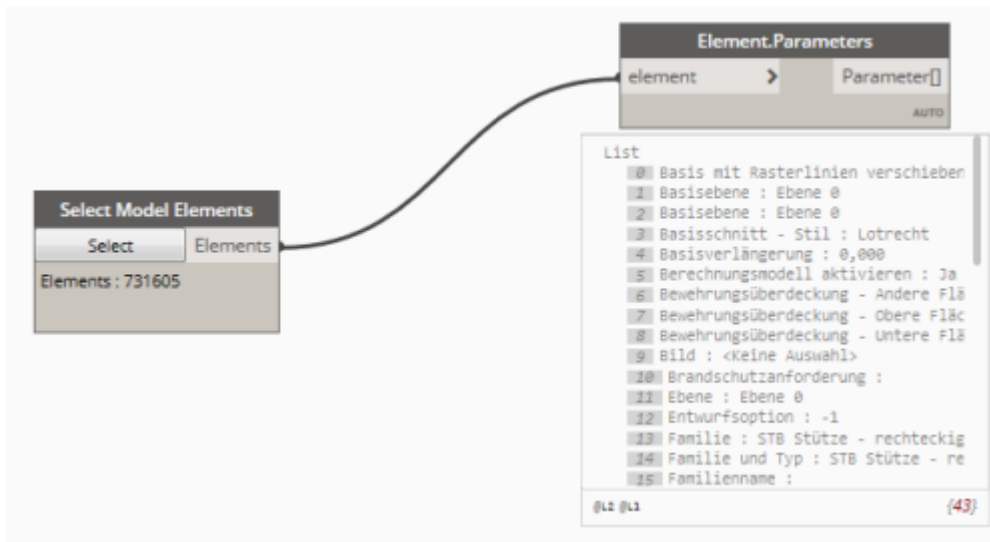 Element.Parameters
element > Parameter[]
AUTO
List
0 Basis mit Rasterlinien verschieben
1 Basisebene : Ebene 0
2 Basisebene : Ebene 0
3 Basisschnitt - Stil : Lotrecht
4 Basisverlängerung : 0,000
5 Berechnungsmodell aktivieren : Ja
6 Bewehrungsüberdeckung - Andere Flä
7 Bewehrungsüberdeckung - Obere Fläc
8 Bewehrungsüberdeckung - Untere Flä
9 Bild : <Keine Auswahl>
10 Brandschutzanforderung :
11 Ebene : Ebene 0
12 Entwurfsoption : -1
13 Familie : STB Stütze - rechteckig
14 Familie und Typ : STB Stütze - re
15 Familienname :
@L2 @L1 {43}
Select Model Elements
Select Elements
Elements : 731605